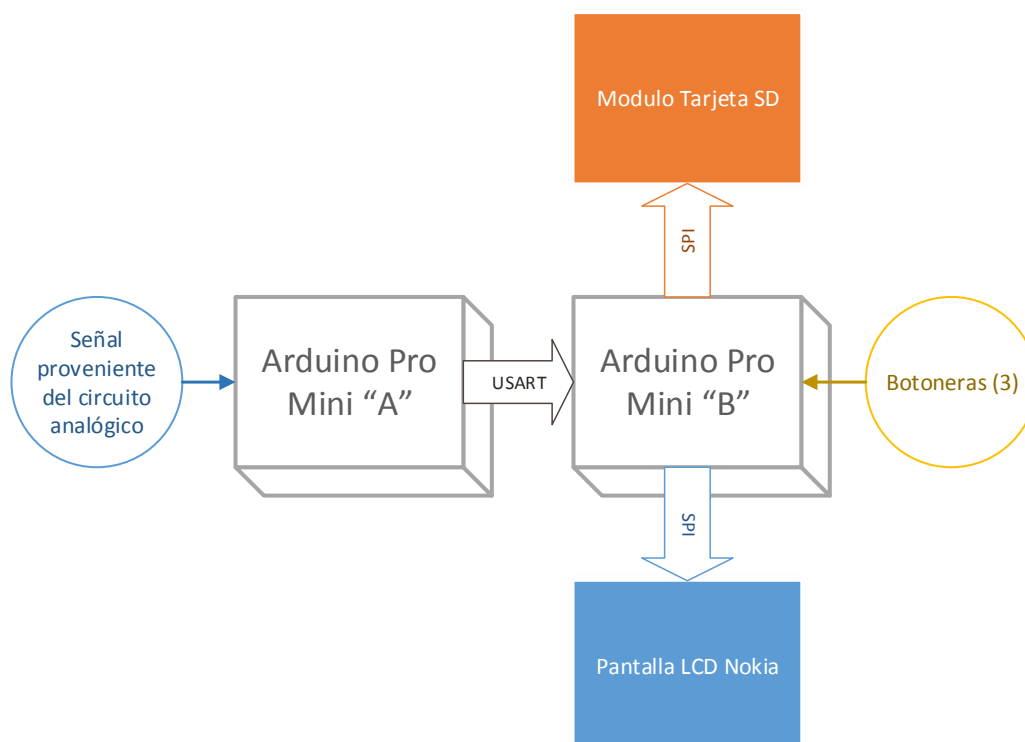 Modulo Tarjeta SD
SPI
Señal
proveniente
del circuito
analógico
Arduino Pro
Mini “A”
USART
Arduino Pro
Mini “B”
Botoneras (3)
SPI
Pantalla LCD Nokia